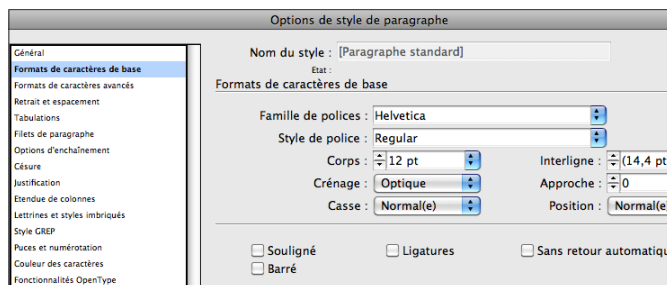 Options de style de paragraphe
Général
Formats de caractères de base
Formats de caractères avancés
Retrait et espacement
Tabulations
Filets de paragraphe
Options d'enchaînement
Césure
Justification
Etendue de colonnes
Lettrines et styles imbriqués
Style GREP
Puces et numérotation
Couleur des caractères
Fonctionnalités OpenType
Nom du style : [Paragraphe standard]
Etat :
Formats de caractères de base
Famille de polices : Helvetica
Style de police : Regular
Corps : 12 pt Interligne : (14,4 pt
Crénage : Optique Approche : 0
Casse : Normal(e) Position : Normal(e
Souligné Ligatures Sans retour automatiqu
Barré